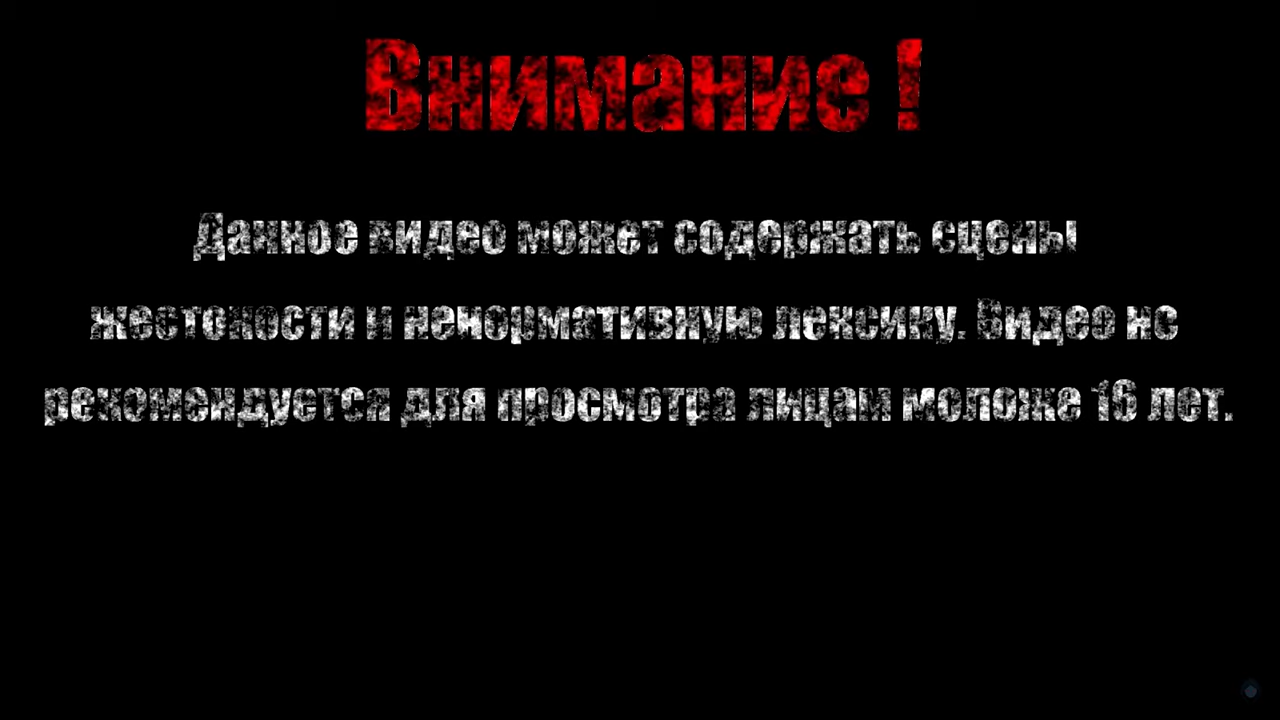 Внимание !
Данное видео может содержать сцены
жестокости и ненормативную лексику. Видео не
рекомендуется для просмотра лицам моложе 16 лет.